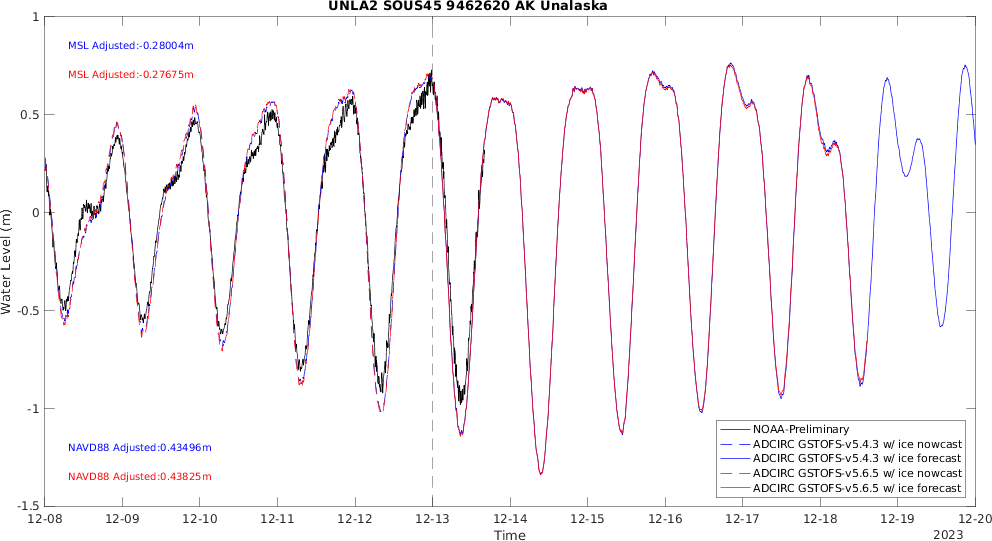 UNLA2 SOUS45 9462620 AK Unalaska
MSL Adjusted:-0.28004m
MSL Adjusted:-0.27675m
NAVD88 Adjusted:0.43496m
NAVD88 Adjusted:0.43825m
Water Level (m)
1
0.5
0
-0.5
-1
-1.5
NOAA-Preliminary
ADCIRC GSTOFS-v5.4.3 w/ ice nowcast
ADCIRC GSTOFS-v5.4.3 w/ ice forecast
ADCIRC GSTOFS-v5.6.5 w/ ice nowcast
ADCIRC GSTOFS-v5.6.5 w/ ice forecast
12-08 12-09 12-10 12-11 12-12 12-13 12-14 12-15 12-16 12-17 12-18 12-19 12-20
Time
2023